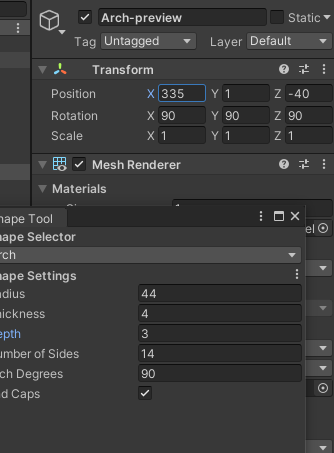 Arch-preview Static
Tag Untagged Layer Default
Transform
Position X 335 Y 1 Z -40
Rotation X 90 Y 90 Z 90
Scale X 1 Y 1 Z 1
Mesh Renderer
Materials
hape Tool
hape Selector
rch
hape Settings
adius 44
hickness 4
epth 3
umber of Sides 14
ch Degrees 90
nd Caps